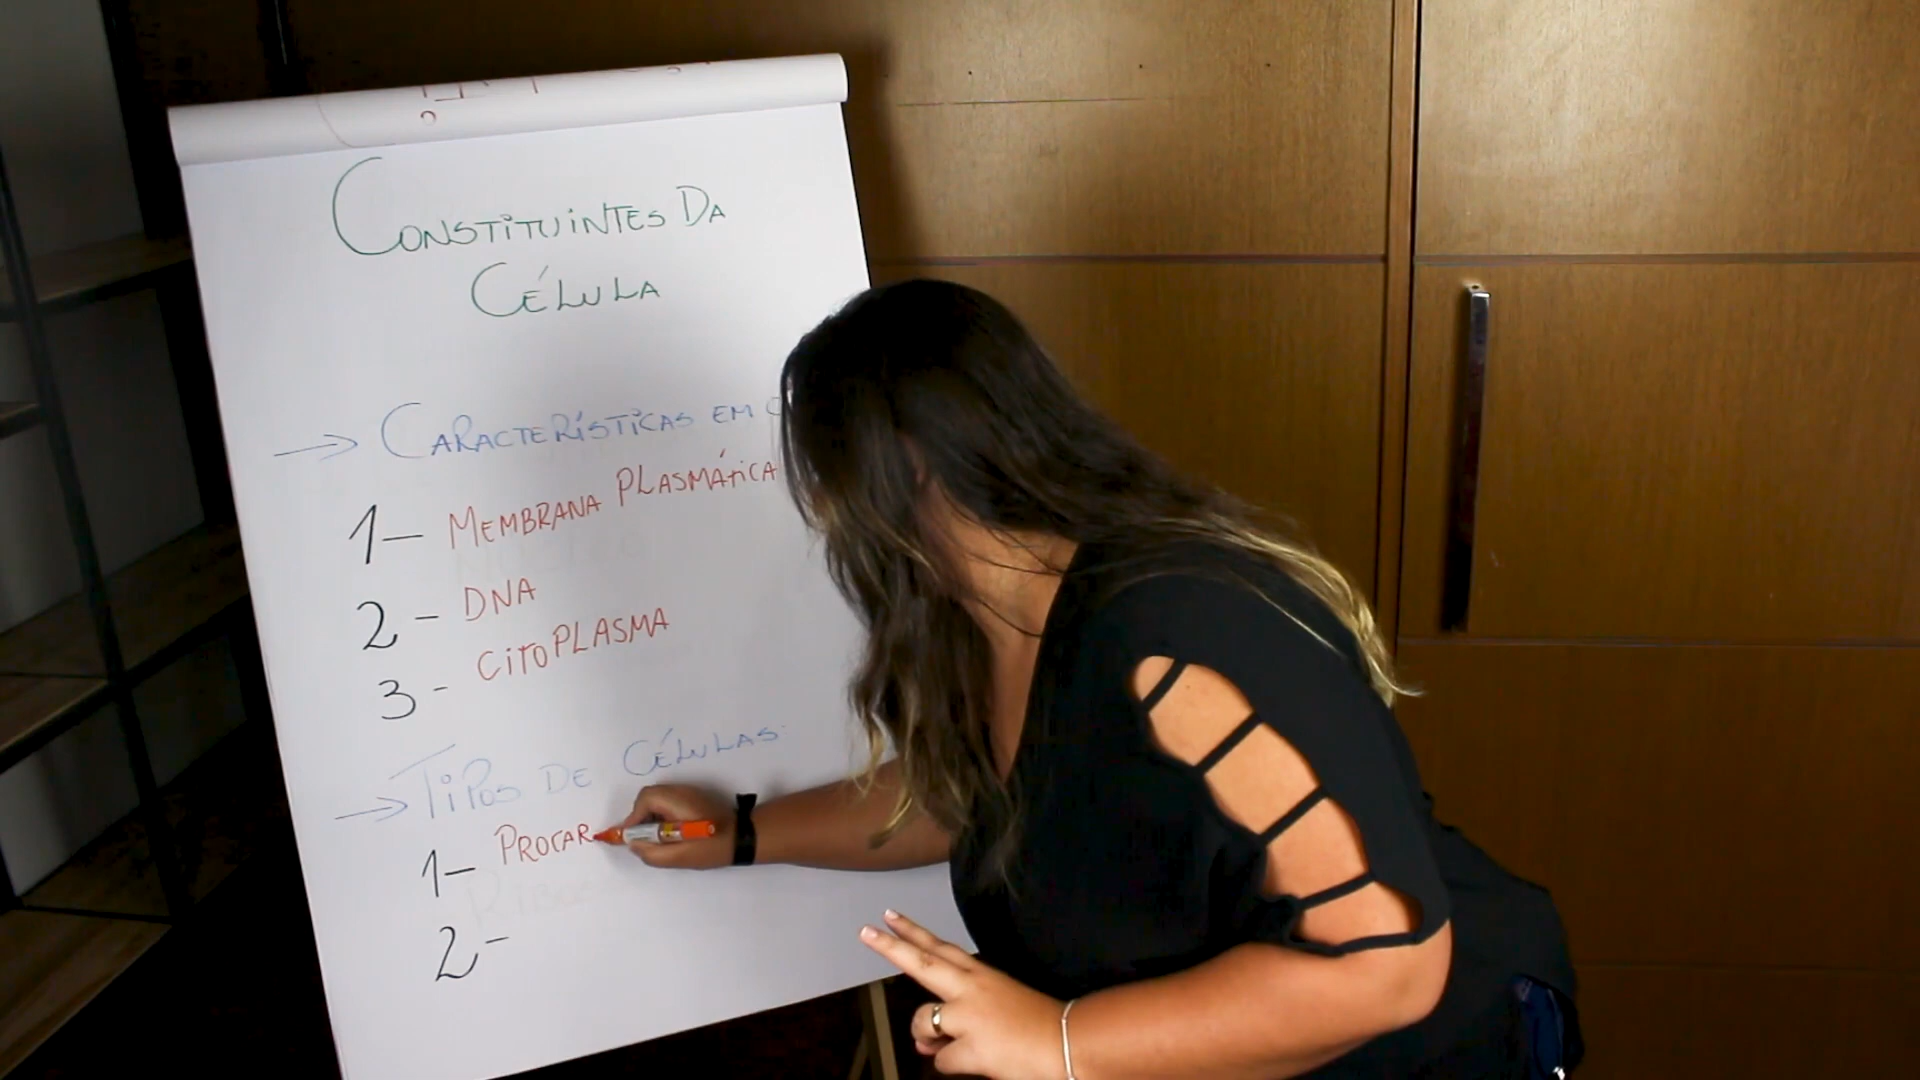 Constituintes Da
Célula
→ Características em
1- Membrana Plasmática
2- DNA
3- Citoplasma
→ Tipos de Células:
1- Procar
2-